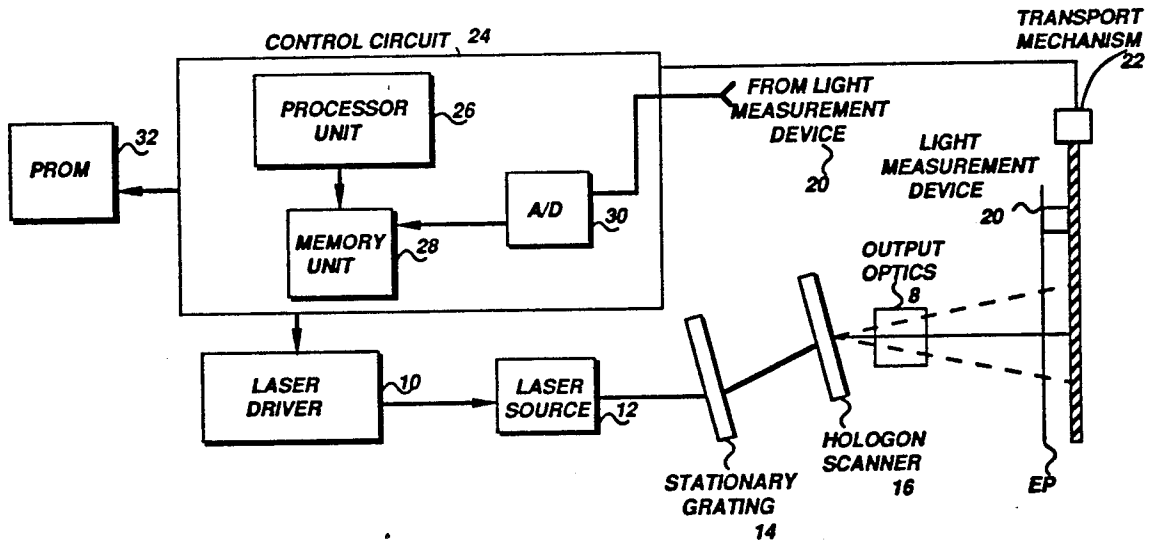 TRANSPORT
MECHANISM
22
CONTROL CIRCUIT 24
PROCESSOR
UNIT
26
FROM LIGHT
MEASUREMENT
DEVICE
20
LIGHT
MEASUREMENT
DEVICE
20
PROM
32
A/D
30
MEMORY
UNIT
28
OUTPUT
OPTICS
8
LASER
DRIVER
10
LASER
SOURCE
12
HOLOGON
SCANNER
16
EP
STATIONARY
GRATING
14